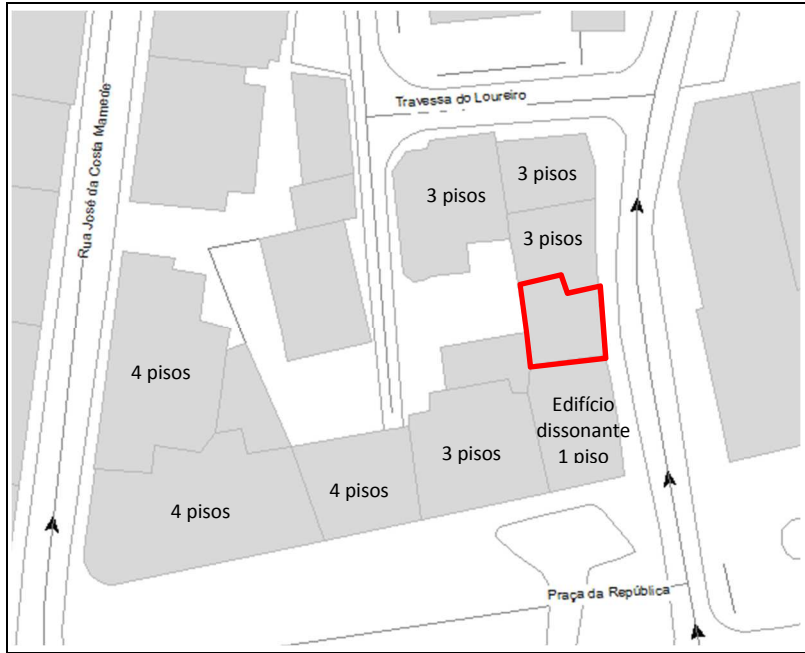 Travessa do Loureiro
Rua José da Costa Mamede
3 pisos
3 pisos
3 pisos
4 pisos
Edifício
dissonante
1 piso
3 pisos
4 pisos
4 pisos
Praça da República